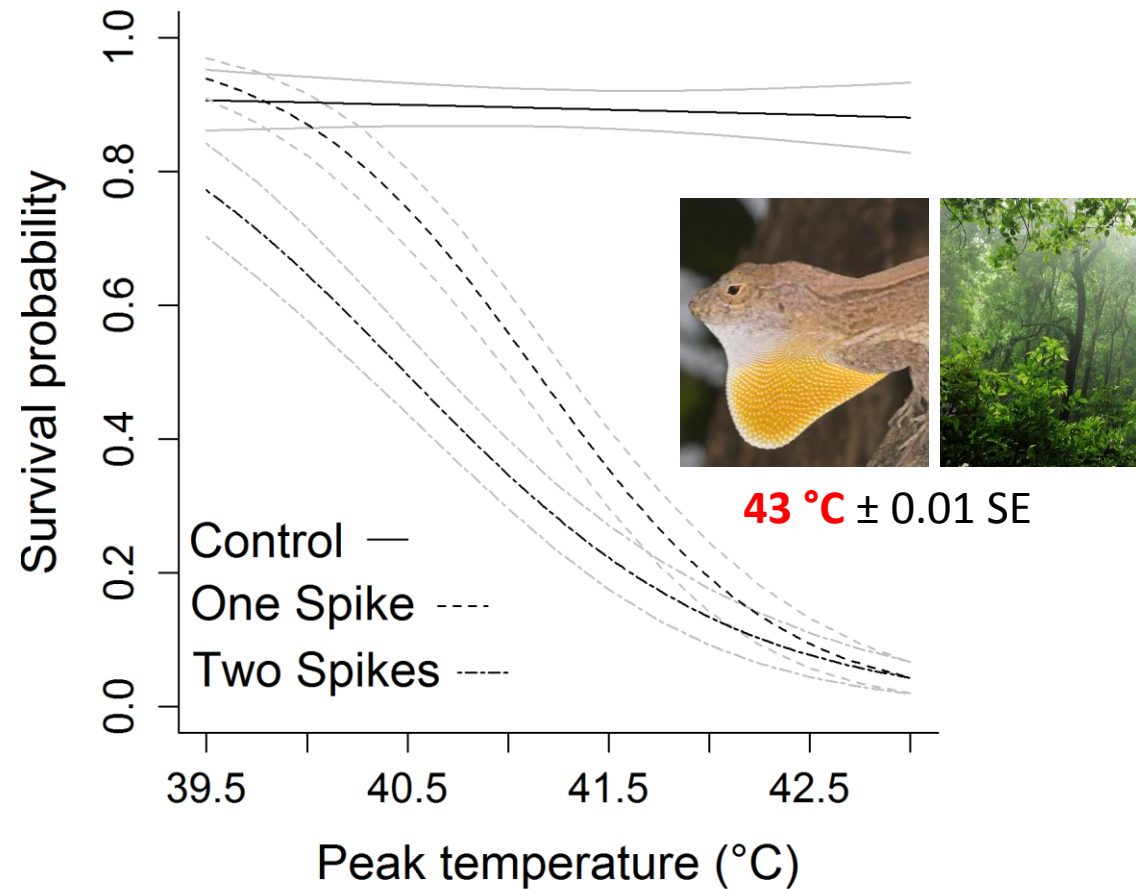 Survival probability
1.0
0.8
0.6
0.4
0.2
0.0
Control
One Spike
Two Spikes
43 °C ± 0.01 SE
39.5 40.5 41.5 42.5
Peak temperature (°C)